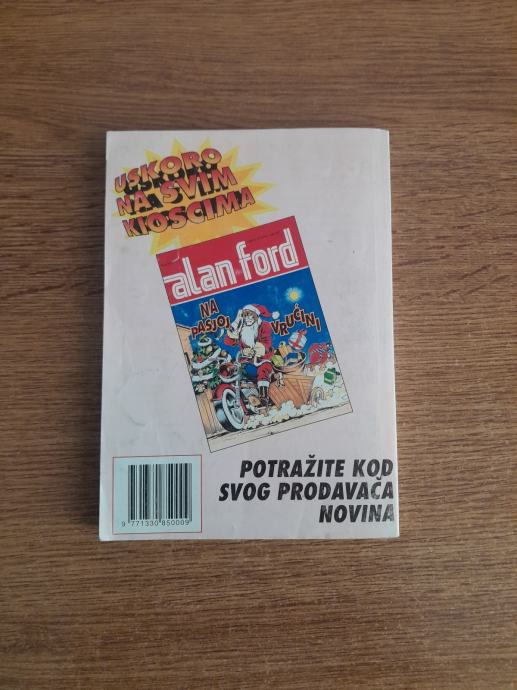 USKORO
NA SVIM
KIOSCIMA
alan ford
NA
PASJOJ
VRUĆINI
POTRAŽITE KOD
SVOG PRODAVAČA
NOVINA
9 771330 850009